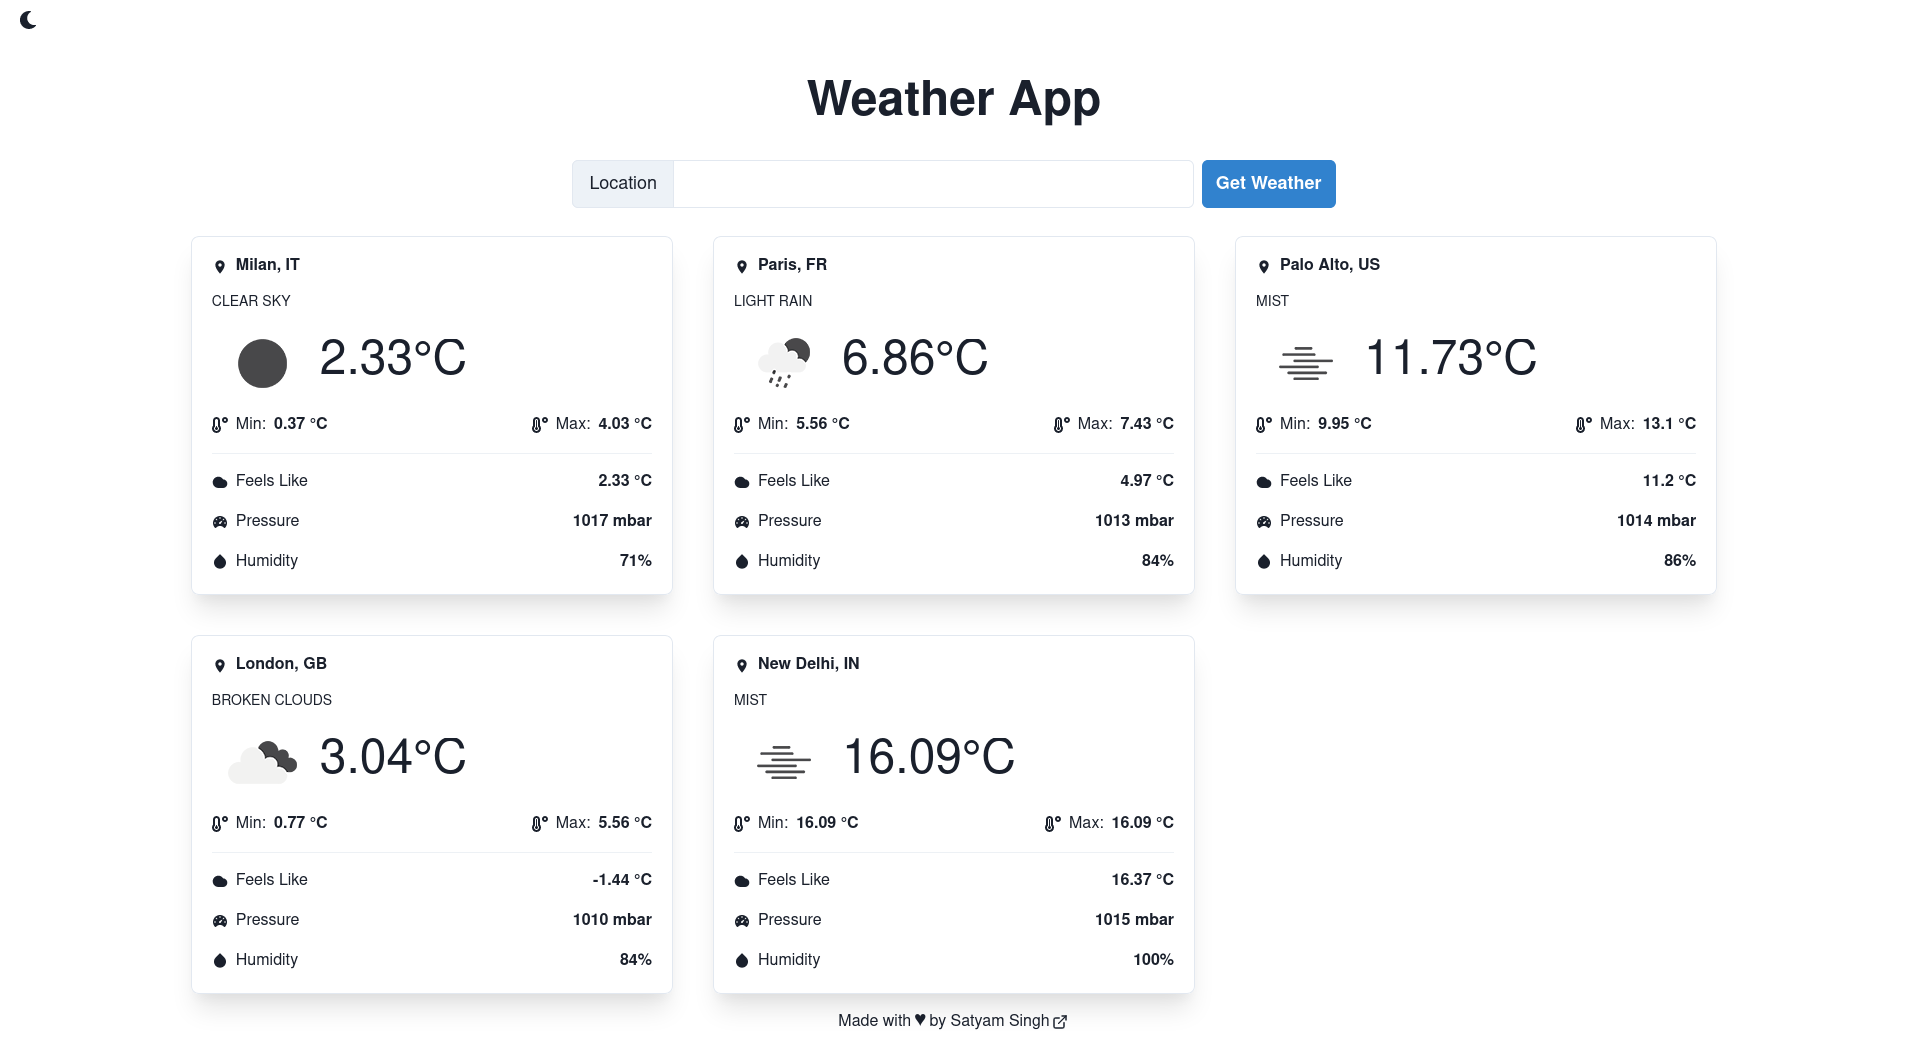 Weather App
Location
Get Weather
Milan, IT
CLEAR SKY
2.33°C
Min: 0.37 °C Max: 4.03 °C
Feels Like 2.33 °C
Pressure 1017 mbar
Humidity 71%
Paris, FR
LIGHT RAIN
6.86°C
Min: 5.56 °C Max: 7.43 °C
Feels Like 4.97 °C
Pressure 1013 mbar
Humidity 84%
Palo Alto, US
MIST
11.73°C
Min: 9.95 °C Max: 13.1 °C
Feels Like 11.2 °C
Pressure 1014 mbar
Humidity 86%
London, GB
BROKEN CLOUDS
3.04°C
Min: 0.77 °C Max: 5.56 °C
Feels Like -1.44 °C
Pressure 1010 mbar
Humidity 84%
New Delhi, IN
MIST
16.09°C
Min: 16.09 °C Max: 16.09 °C
Feels Like 16.37 °C
Pressure 1015 mbar
Humidity 100%
Made with ♥ by Satyam Singh